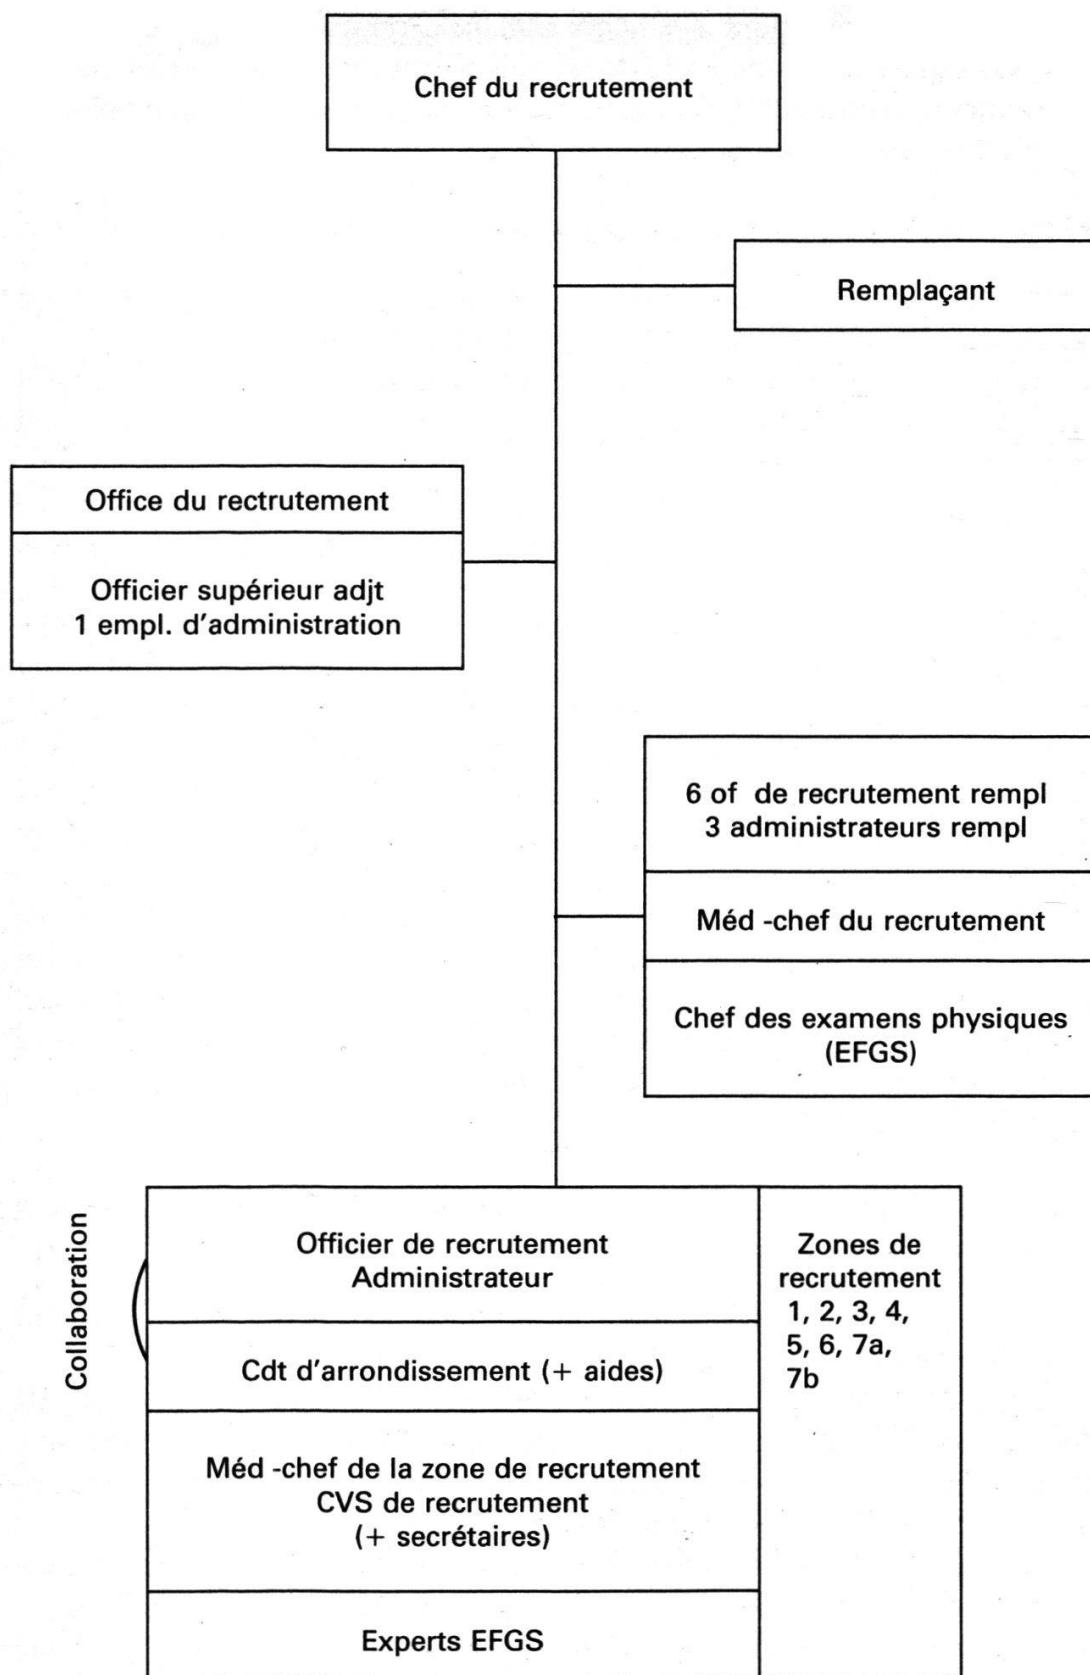 Chef du recrutement
Remplaçant
Office du rectrutement
Officier supérieur adjt
1 empl. d'administration
6 of de recrutement rempl
3 administrateurs rempl
Méd -chef du recrutement
Chef des examens physiques
(EFGS)
Collaboration
Officier de recrutement
Administrateur
Cdt d'arrondissement (+ aides)
Méd -chef de la zone de recrutement
CVS de recrutement
(+ secrétaires)
Experts EFGS
Zones de
recrutement
1, 2, 3, 4,
5, 6, 7a,
7b